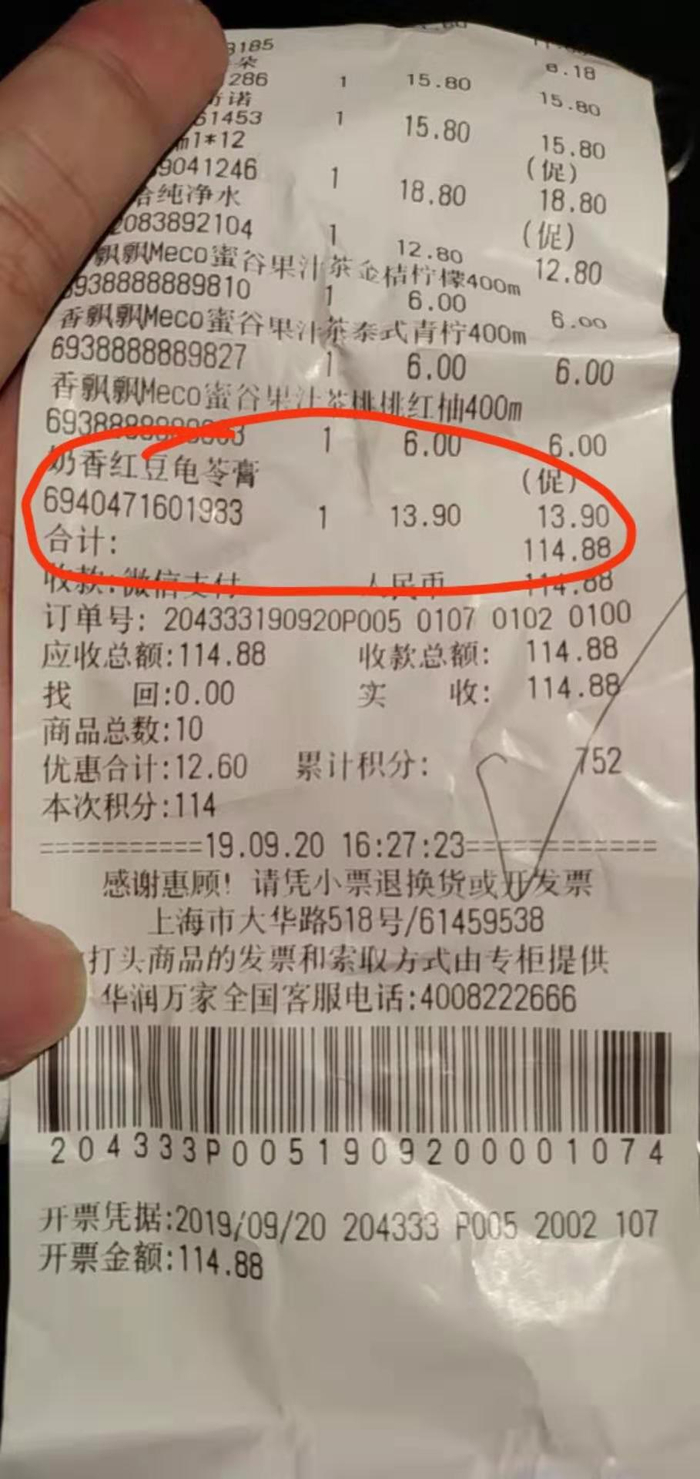 8185
朵 8.18
286 1 15.80 15.80
诺
61453 1 15.80 15.80
ml*12 (促)
9041246 1 18.80 18.80
纯净水 (促)
2083892104 1 12.80 12.80
飘飘Meco蜜谷果汁茶金桔柠檬400m
6938888889810 1 6.00 6.00
香飘飘Meco蜜谷果汁茶泰式青柠400m
6938888889827 1 6.00 6.00
香飘飘Meco蜜谷果汁茶桃桃红柚400m
1 6.00 6.00
奶香红豆龟苓膏 (促)
6940471601933 1 13.90 13.90
合计: 114.88
收款:微信支付 人民币 114.88
订单号: 204333190920P005 0107 0102 0100
应收总额:114.88 收款总额: 114.88
找 回:0.00 实 收: 114.88
商品总数:10
优惠合计:12.60 累计积分: 752
本次积分:114
===========19.09.20 16:27:23=============
感谢惠顾! 请凭小票退换货或开发票
上海市大华路518号/61459538
打头商品的发票和索取方式由专柜提供
华润万家全国客服电话:4008222666
204333P00519092000001074
开票凭据:2019/09/20 204333 P005 2002 107
开票金额:114.88